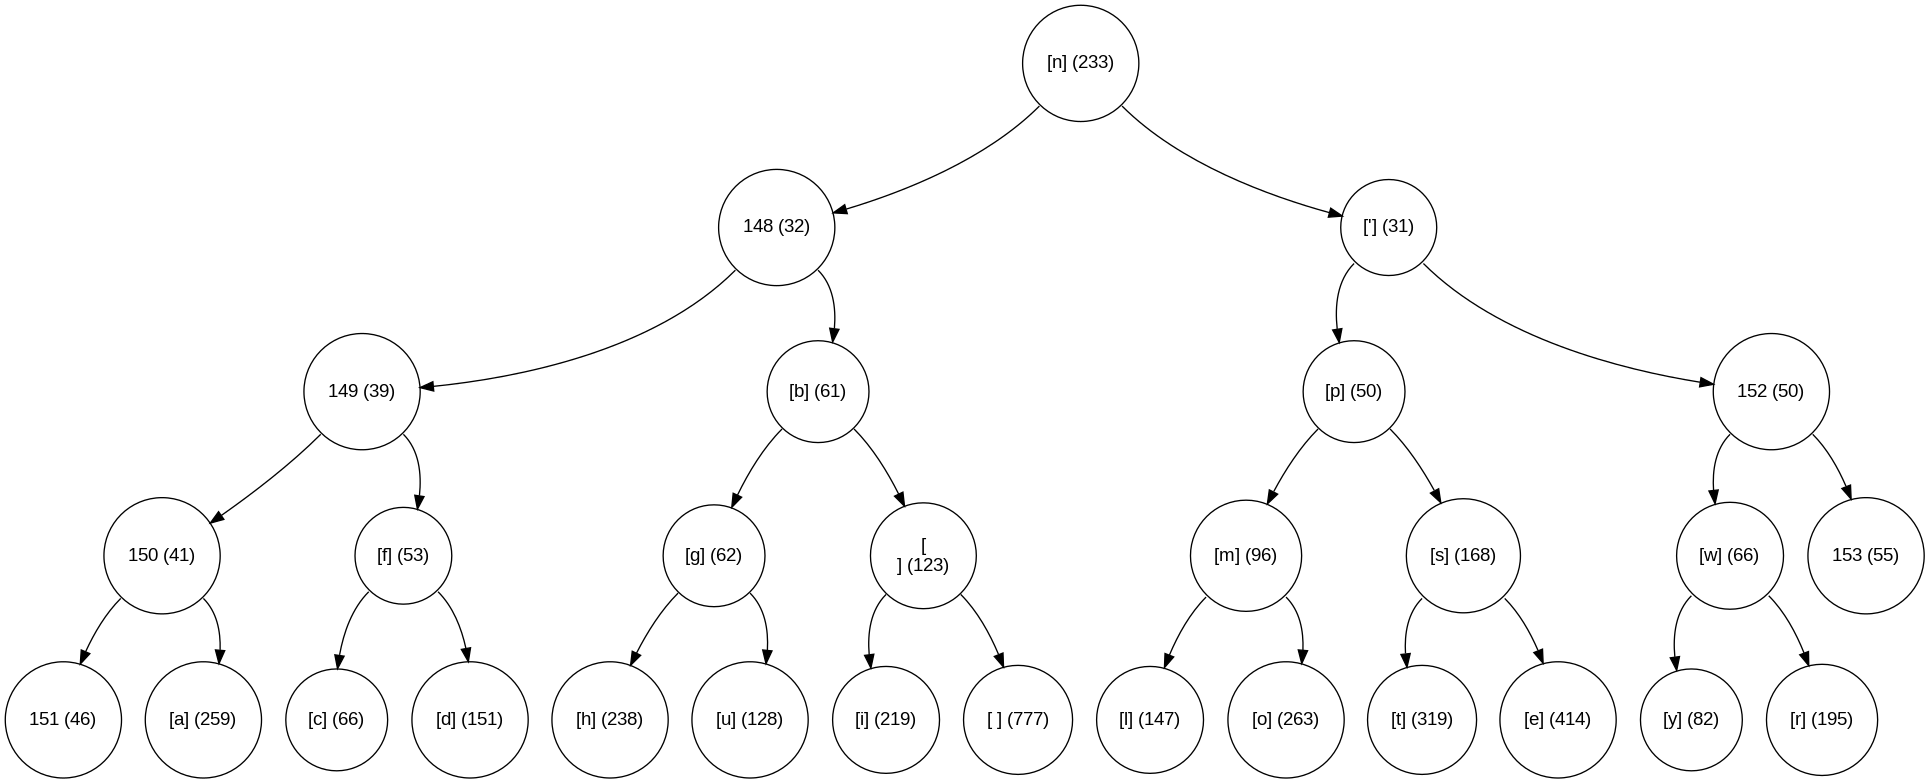 [n] (233)
148 (32)
['] (31)
149 (39)
[b] (61)
[p] (50)
152 (50)
150 (41)
[f] (53)
[g] (62)
[
] (123)
[m] (96)
[s] (168)
[w] (66)
153 (55)
151 (46)
[a] (259)
[c] (66)
[d] (151)
[h] (238)
[u] (128)
[i] (219)
[ ] (777)
[l] (147)
[o] (263)
[t] (319)
[e] (414)
[y] (82)
[r] (195)